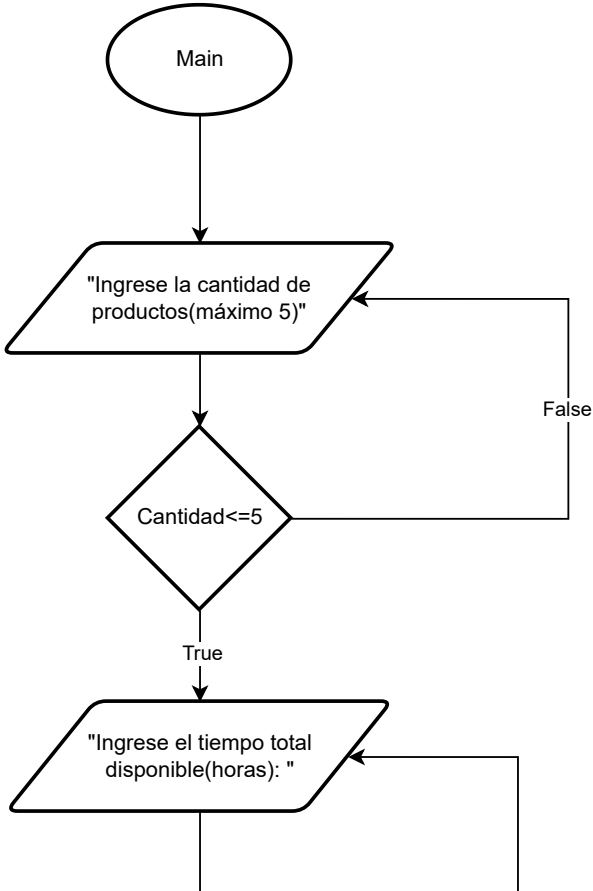 Main
"Ingrese la cantidad de
productos(máximo 5)"
False
Cantidad<=5
True
"Ingrese el tiempo total
disponible(horas): "